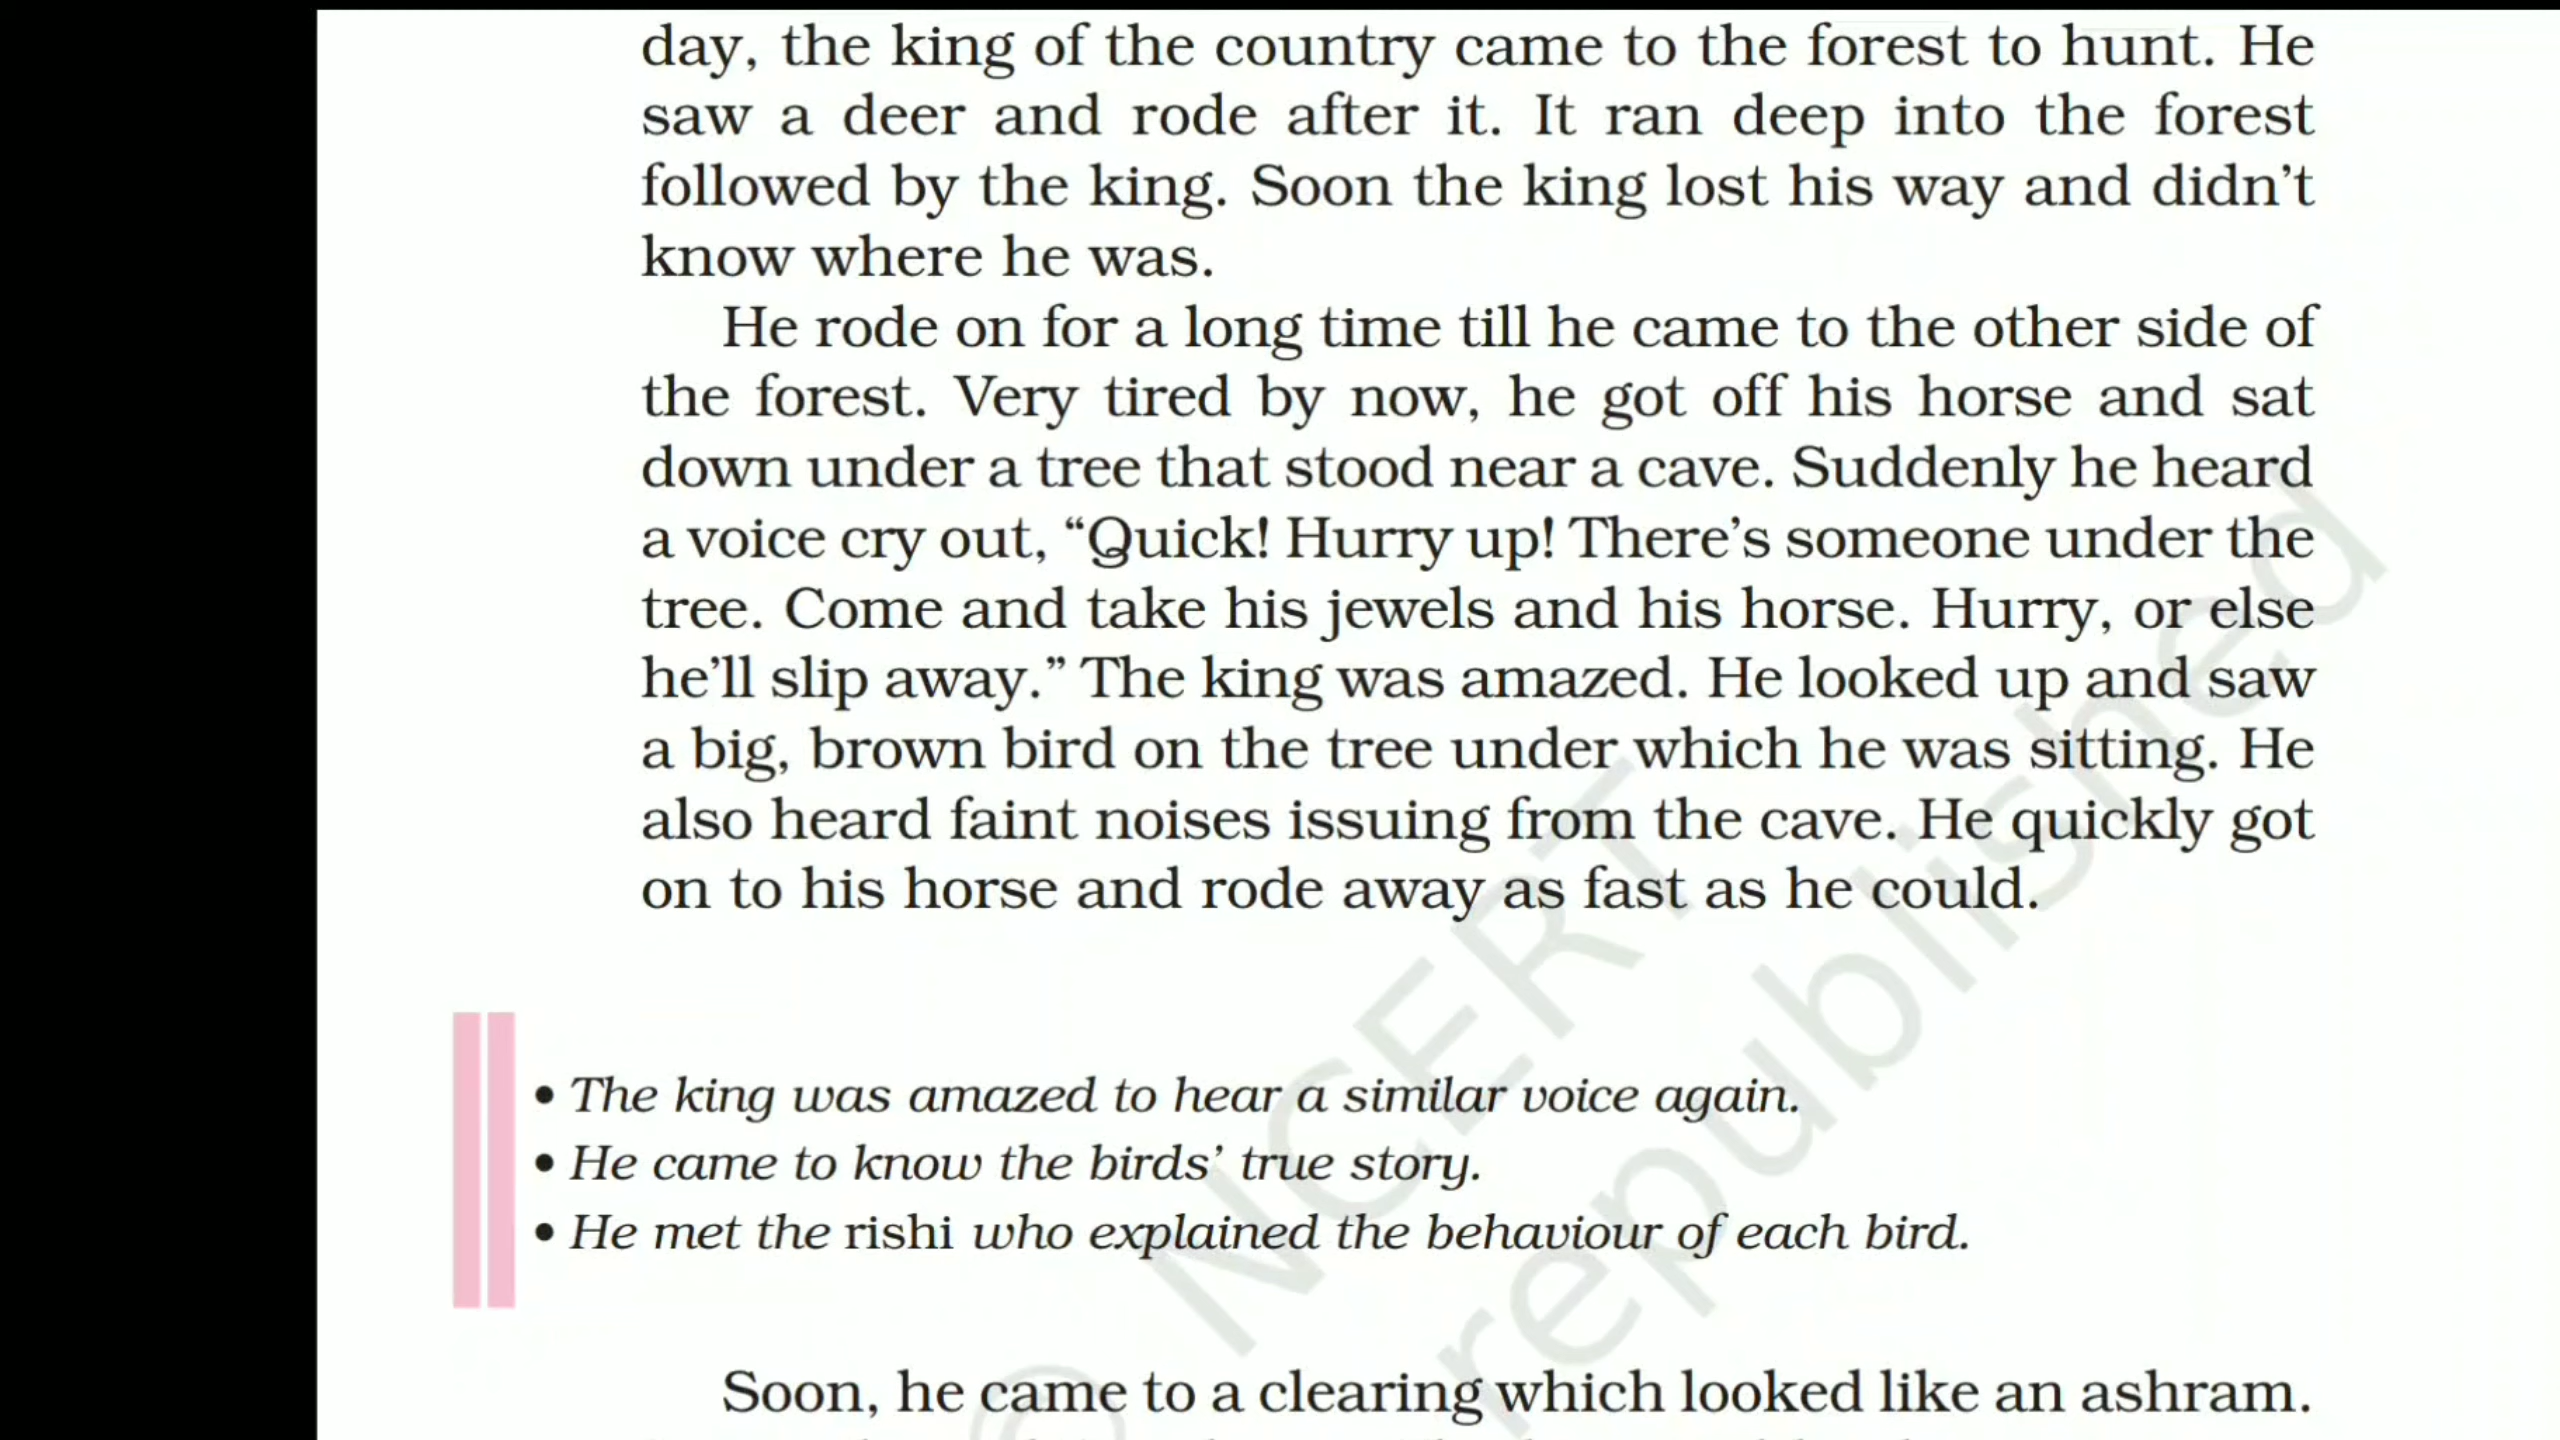 day, the king of the country came to the forest to hunt. He
saw a deer and rode after it. It ran deep into the forest
followed by the king. Soon the king lost his way and didn’t
know where he was.
He rode on for a long time till he came to the other side of
the forest. Very tired by now, he got off his horse and sat
down under a tree that stood near a cave. Suddenly he heard
a voice cry out, “Quick! Hurry up! There’s someone under the
tree. Come and take his jewels and his horse. Hurry, or else
he’ll slip away.” The king was amazed. He looked up and saw
a big, brown bird on the tree under which he was sitting. He
also heard faint noises issuing from the cave. He quickly got
on to his horse and rode away as fast as he could.
• The king was amazed to hear a similar voice again.
• He came to know the birds’ true story.
• He met the rishi who explained the behaviour of each bird.
Soon, he came to a clearing which looked like an ashram.
© NCERT
republished